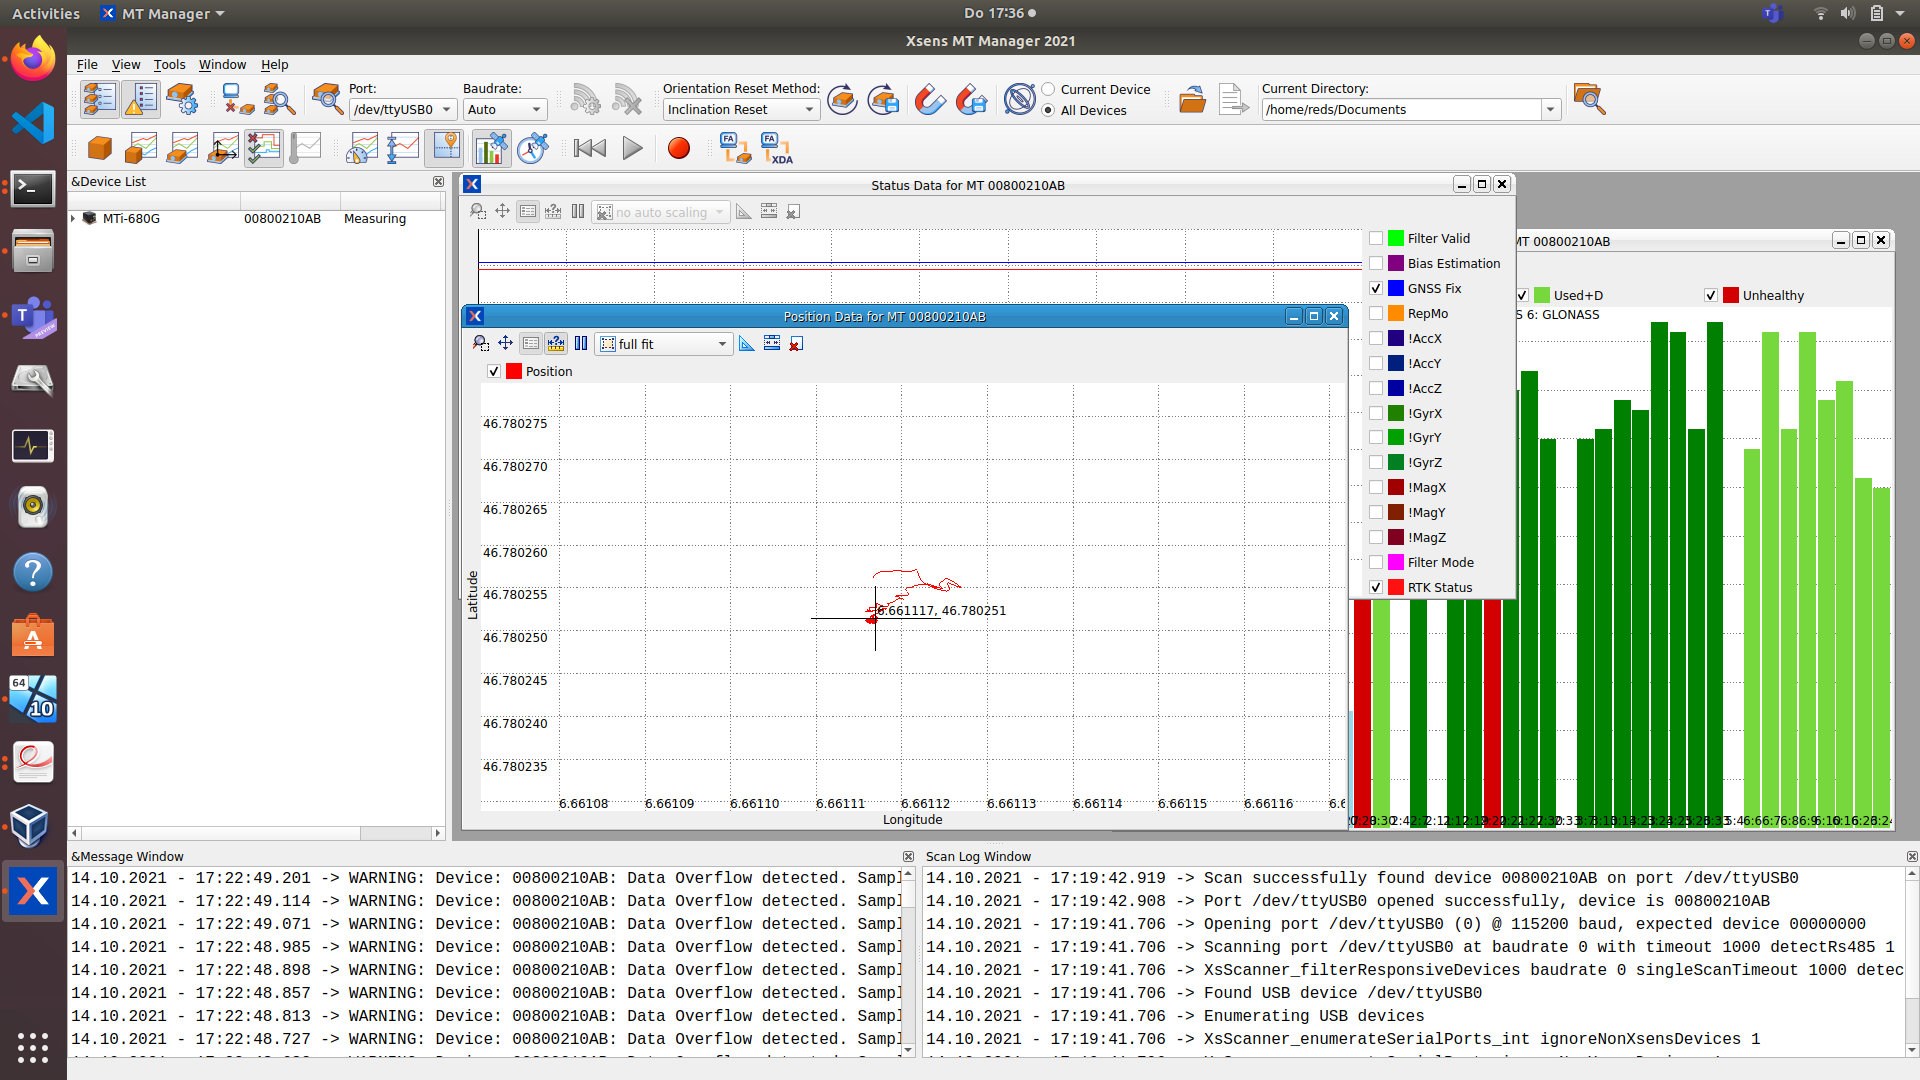 Activities
MT Manager
Do 17:36
Xsens MT Manager 2021
File View Tools Window Help
Port:
/dev/ttyUSB0
Baudrate:
Auto
Orientation Reset Method:
Inclination Reset
Current Device
All Devices
Current Directory:
/home/reds/Documents
FA
FA
XDA
&Device List
MTi-680G 00800210AB Measuring
Status Data for MT 00800210AB
no auto scaling
Filter Valid
Bias Estimation
GNSS Fix
RepMo
!AccX
!AccY
!AccZ
!GyrX
!GyrY
!GyrZ
!MagX
!MagY
!MagZ
Filter Mode
RTK Status
MT 00800210AB
Used+D
Unhealthy
S 6: GLONASS
Position Data for MT 00800210AB
full fit
Position
46.780275
46.780270
46.780265
46.780260
46.780255
46.780250
46.780245
46.780240
46.780235
Latitude
6.661117, 46.780251
6.66108 6.66109 6.66110 6.66111 6.66112 6.66113 6.66114 6.66115 6.66116
Longitude
64
10
PREVIEW
&Message Window
14.10.2021 - 17:22:49.201 -> WARNING: Device: 00800210AB: Data Overflow detected. Sampl
14.10.2021 - 17:22:49.114 -> WARNING: Device: 00800210AB: Data Overflow detected. Sampl
14.10.2021 - 17:22:49.071 -> WARNING: Device: 00800210AB: Data Overflow detected. Sampl
14.10.2021 - 17:22:48.985 -> WARNING: Device: 00800210AB: Data Overflow detected. Sampl
14.10.2021 - 17:22:48.898 -> WARNING: Device: 00800210AB: Data Overflow detected. Sampl
14.10.2021 - 17:22:48.857 -> WARNING: Device: 00800210AB: Data Overflow detected. Sampl
14.10.2021 - 17:22:48.813 -> WARNING: Device: 00800210AB: Data Overflow detected. Sampl
14.10.2021 - 17:22:48.727 -> WARNING: Device: 00800210AB: Data Overflow detected. Sampl
Scan Log Window
14.10.2021 - 17:19:42.919 -> Scan successfully found device 00800210AB on port /dev/ttyUSB0
14.10.2021 - 17:19:42.908 -> Port /dev/ttyUSB0 opened successfully, device is 00800210AB
14.10.2021 - 17:19:41.706 -> Opening port /dev/ttyUSB0 (0) @ 115200 baud, expected device 00000000
14.10.2021 - 17:19:41.706 -> Scanning port /dev/ttyUSB0 at baudrate 0 with timeout 1000 detectRs485 1
14.10.2021 - 17:19:41.706 -> XsScanner_filterResponsiveDevices baudrate 0 singleScanTimeout 1000 detec
14.10.2021 - 17:19:41.706 -> Found USB device /dev/ttyUSB0
14.10.2021 - 17:19:41.706 -> Enumerating USB devices
14.10.2021 - 17:19:41.706 -> XsScanner_enumerateSerialPorts_int ignoreNonXsensDevices 1